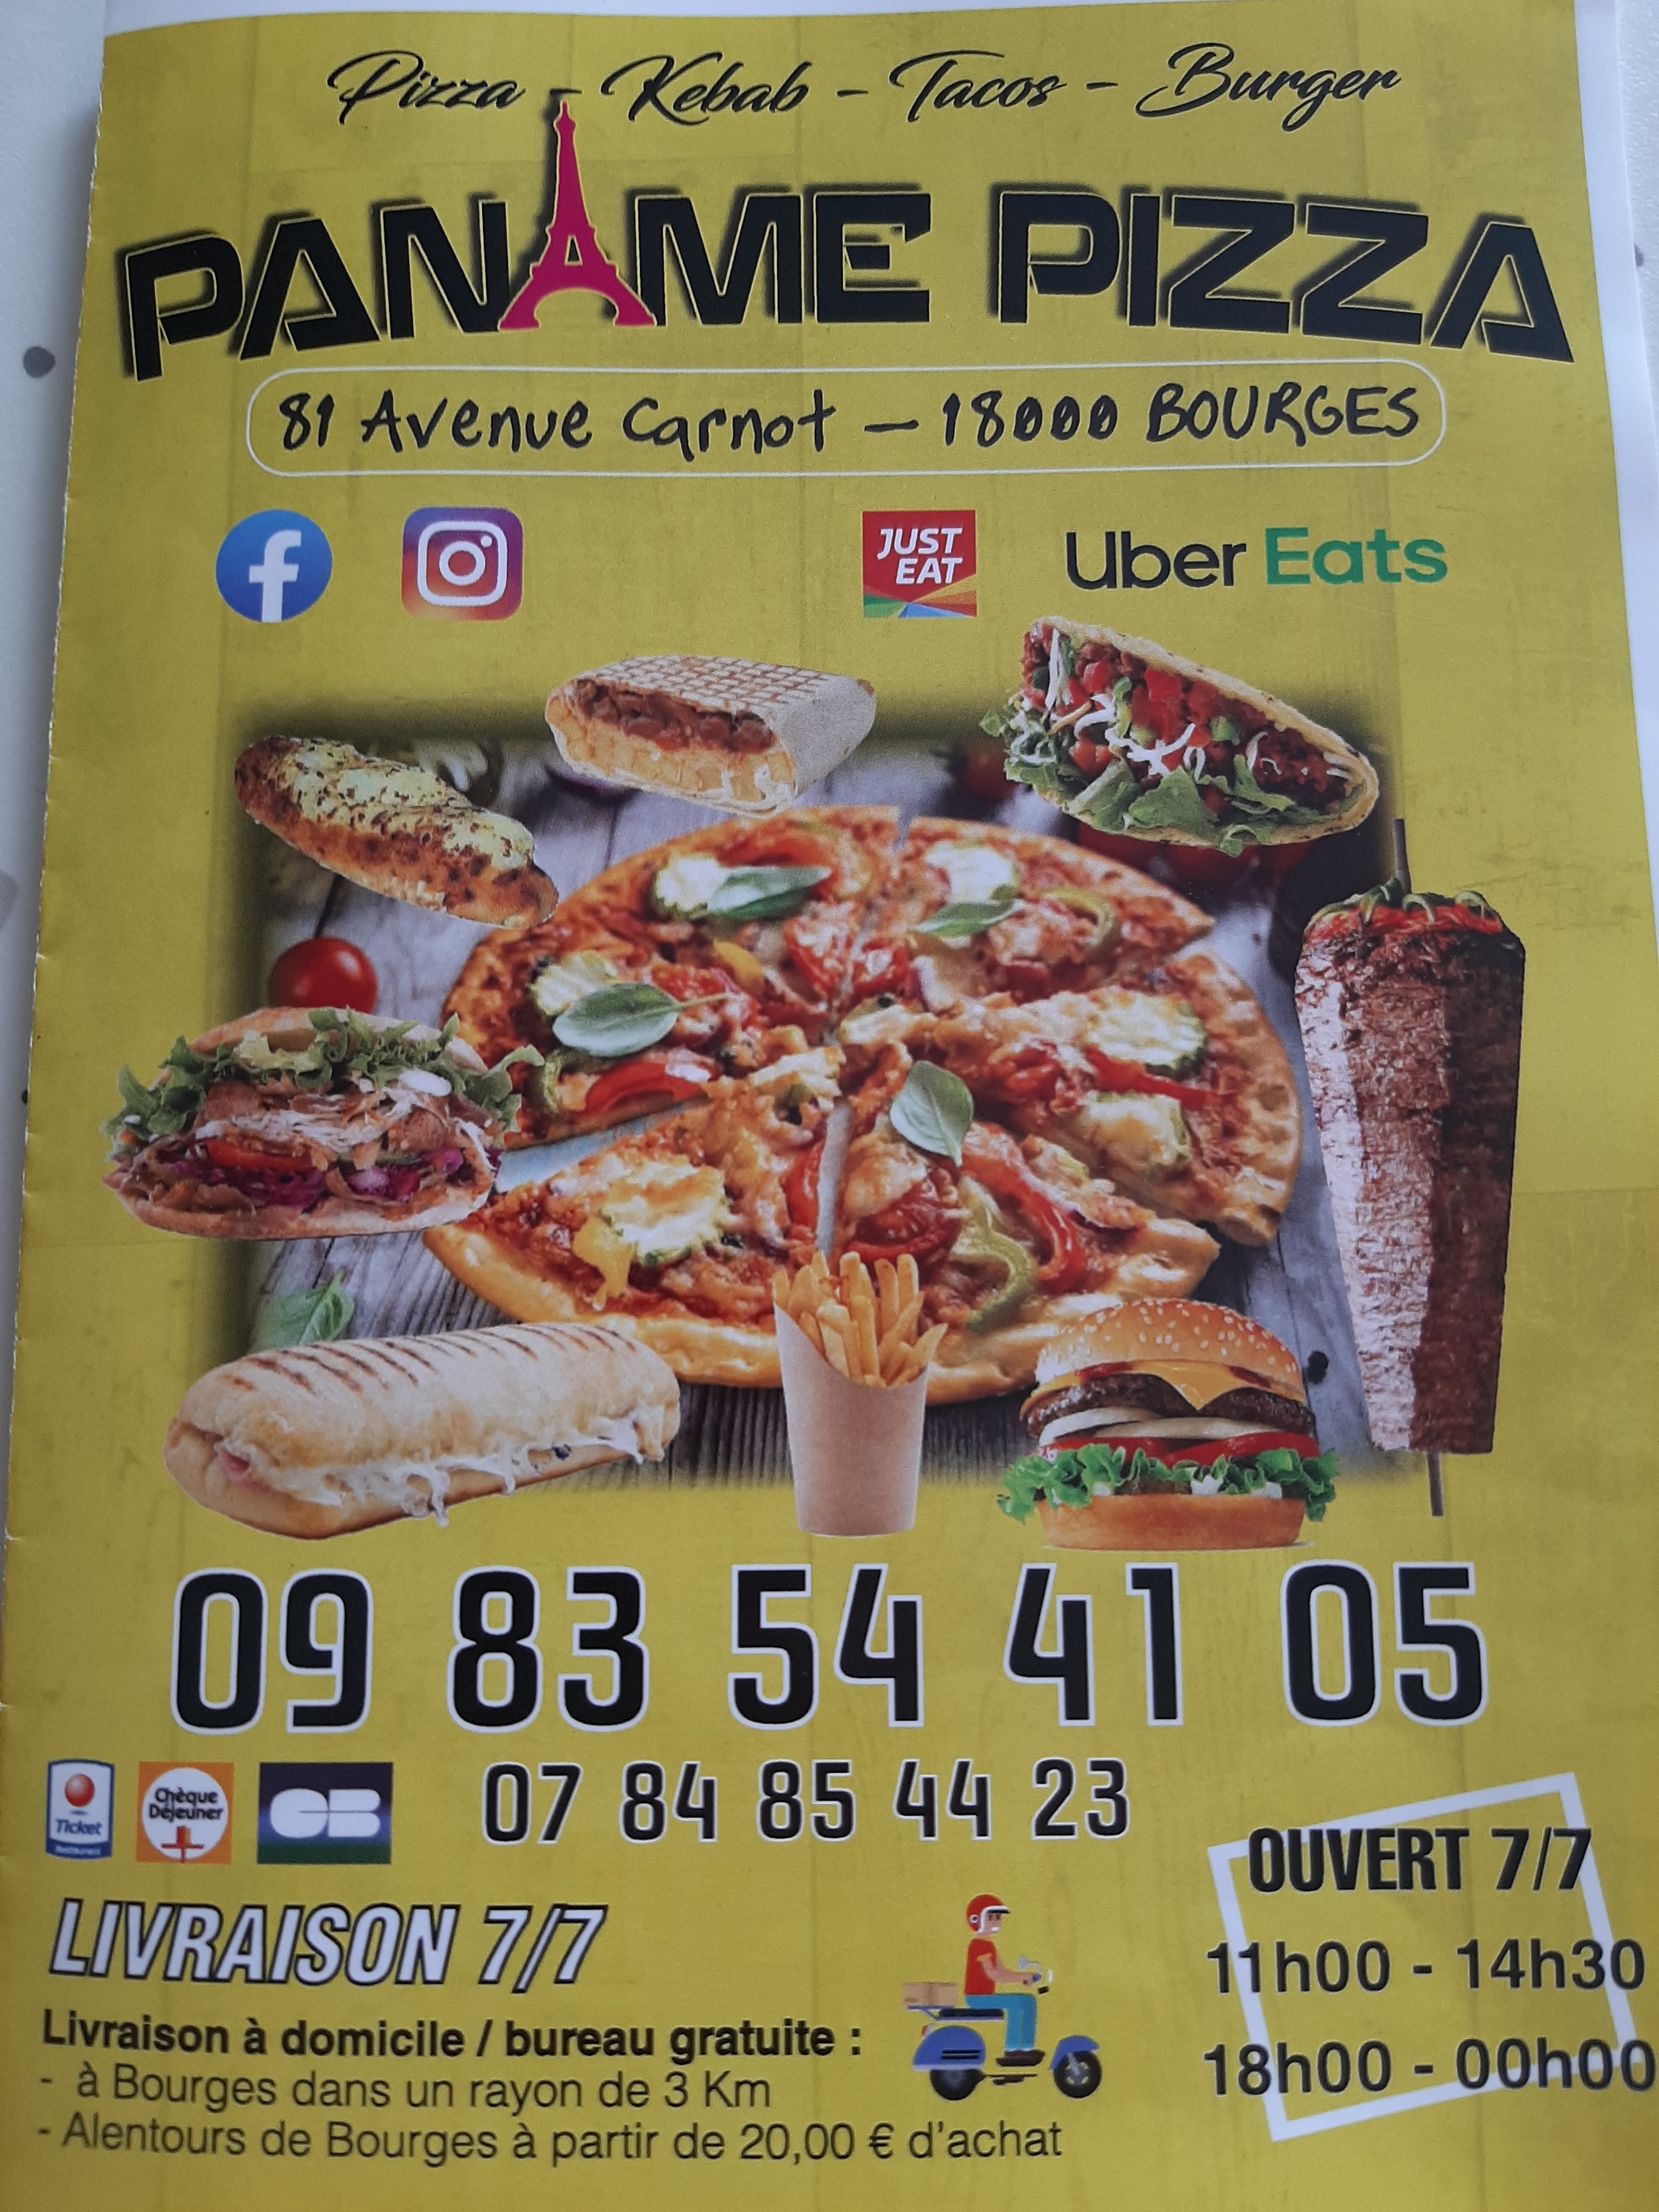 Pizza - Kebab - Tacos - Burger
PANAME PIZZA
81 Avenue Carnot - 18000 BOURGES
f
JUST
EAT
Uber Eats
09 83 54 41 05
Ticket
Restaurant
Chèque
Déjeuner
CB
07 84 85 44 23
OUVERT 7/7
11h00 - 14h30
18h00 - 00h00
LIVRAISON 7/7
Livraison à domicile / bureau gratuite :
- à Bourges dans un rayon de 3 Km
- Alentours de Bourges à partir de 20,00 € d'achat